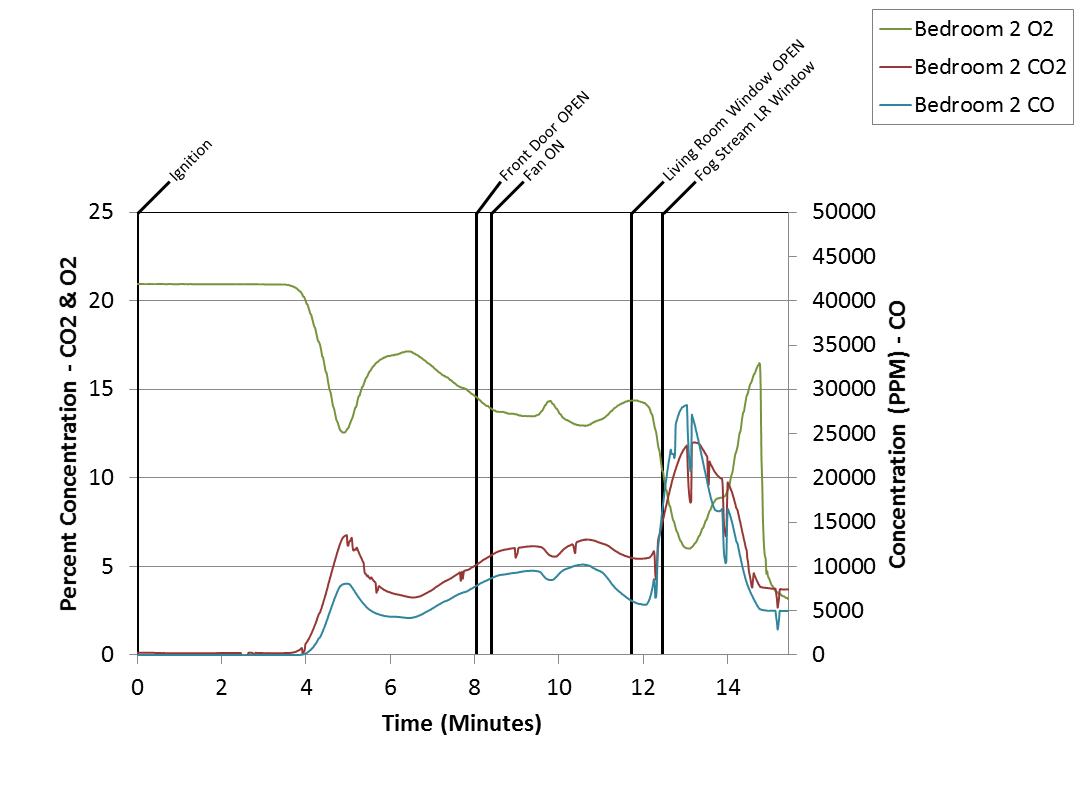 Bedroom 2 O2
Bedroom 2 CO2
Bedroom 2 CO
Ignition
Front Door OPEN
Fan ON
Living Room Window OPEN
Fog Stream LR Window
Percent Concentration - CO2 & O2
25
20
15
10
5
0
50000
45000
40000
35000
30000
25000
20000
15000
10000
5000
0
Concentration (PPM) - CO
0 2 4 6 8 10 12 14
Time (Minutes)